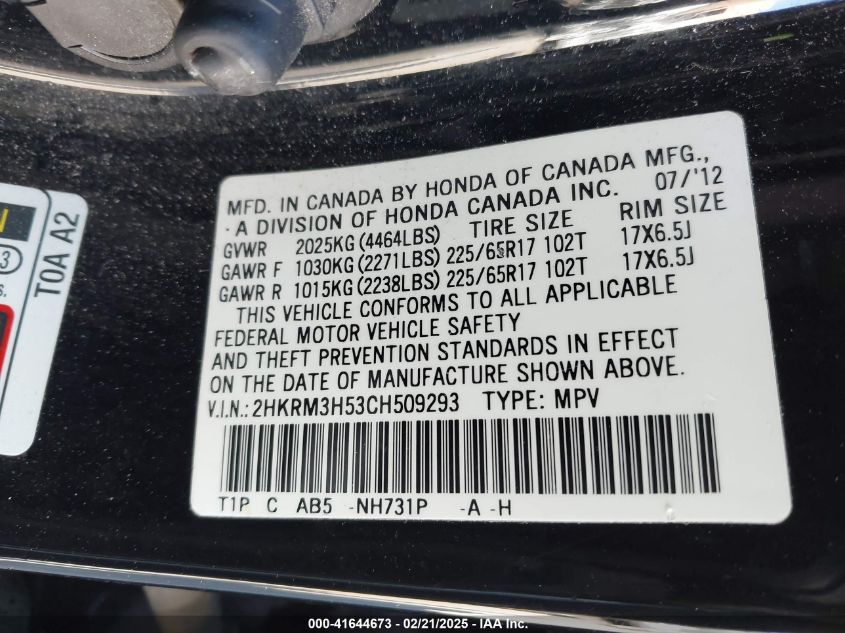 MFD. IN CANADA BY HONDA OF CANADA MFG.,
A DIVISION OF HONDA CANADA INC. 07/'12
TIRE SIZE RIM SIZE
GVWR 2025KG (4464LBS)
GAWR F 1030KG (2271LBS) 225/65R17 102T 17X6.5J
GAWR R 1015KG (2238LBS) 225/65R17 102T 17X6.5J
THIS VEHICLE CONFORMS TO ALL APPLICABLE
FEDERAL MOTOR VEHICLE SAFETY
AND THEFT PREVENTION STANDARDS IN EFFECT
ON THE DATE OF MANUFACTURE SHOWN ABOVE.
V.I.N.: 2HKRM3H53CH509293 TYPE: MPV
T1P C AB5 -NH731P -A -H
T0A A2
3
s.
000-41644673 — 02/21/2025 — IAA Inc.